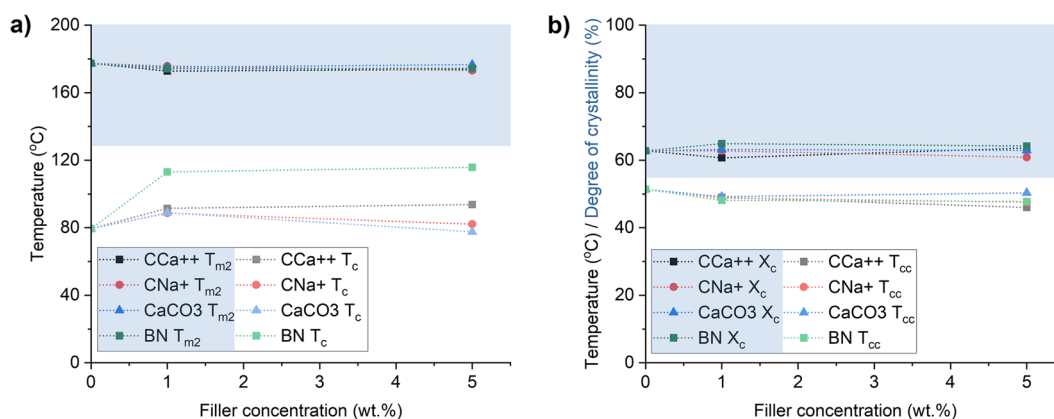 a)
Temperature (°C)
200
160
120
80
40
0
CCa++ Tm2
CCa++ Tc
CNa+ Tm2
CNa+ Tc
CaCO3 Tm2
CaCO3 Tc
BN Tm2
BN Tc
0 1 2 3 4 5
Filler concentration (wt.%)
b)
Temperature (°C) / Degree of crystallinity (%)
100
80
60
40
20
0
CCa++ Xc
CCa++ Tcc
CNa+ Xc
CNa+ Tcc
CaCO3 Xc
CaCO3 Tcc
BN Xc
BN Tcc
0 1 2 3 4 5
Filler concentration (wt.%)